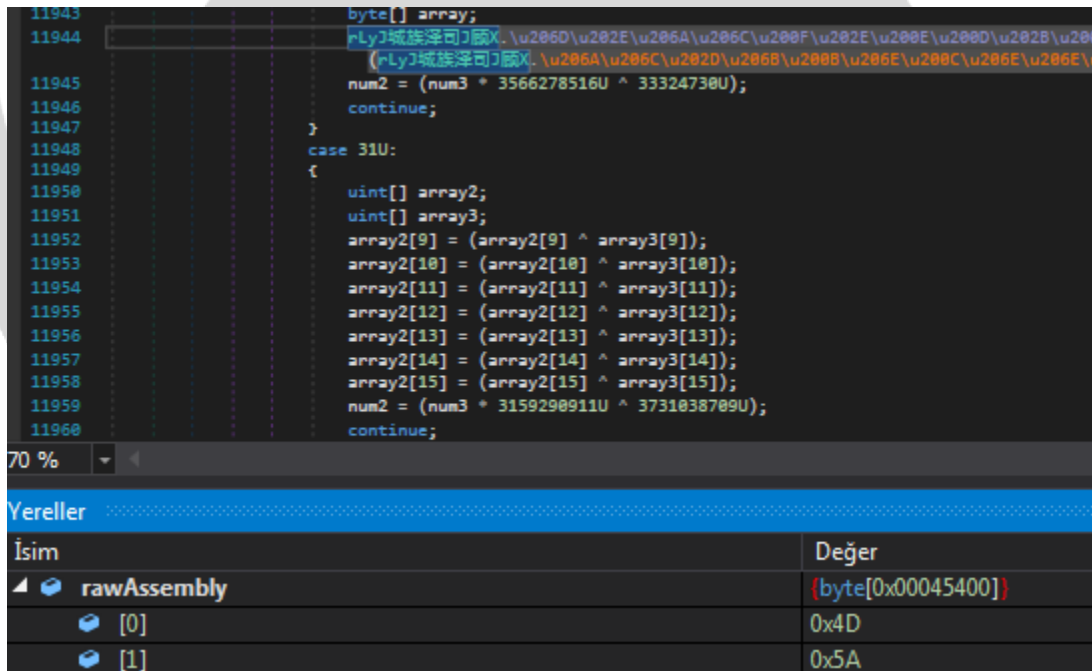 11943 byte[] array;
11944 rLyJ城族泽司J顾X.\u206D\u202E\u206A\u206C\u200F\u202E\u200E\u200D\u202B\u20
(rLyJ城族泽司J顾X.\u206A\u206C\u202D\u206B\u200B\u206E\u200C\u206E\u206E\
11945 num2 = (num3 * 3566278516U ^ 33324730U);
11946 continue;
11947 }
11948 case 31U:
11949 {
11950 uint[] array2;
11951 uint[] array3;
11952 array2[9] = (array2[9] ^ array3[9]);
11953 array2[10] = (array2[10] ^ array3[10]);
11954 array2[11] = (array2[11] ^ array3[11]);
11955 array2[12] = (array2[12] ^ array3[12]);
11956 array2[13] = (array2[13] ^ array3[13]);
11957 array2[14] = (array2[14] ^ array3[14]);
11958 array2[15] = (array2[15] ^ array3[15]);
11959 num2 = (num3 * 3159290911U ^ 3731038709U);
11960 continue;
70 %
Yereller
İsim Değer
rawAssembly {byte[0x00045400]}
[0] 0x4D
[1] 0x5A